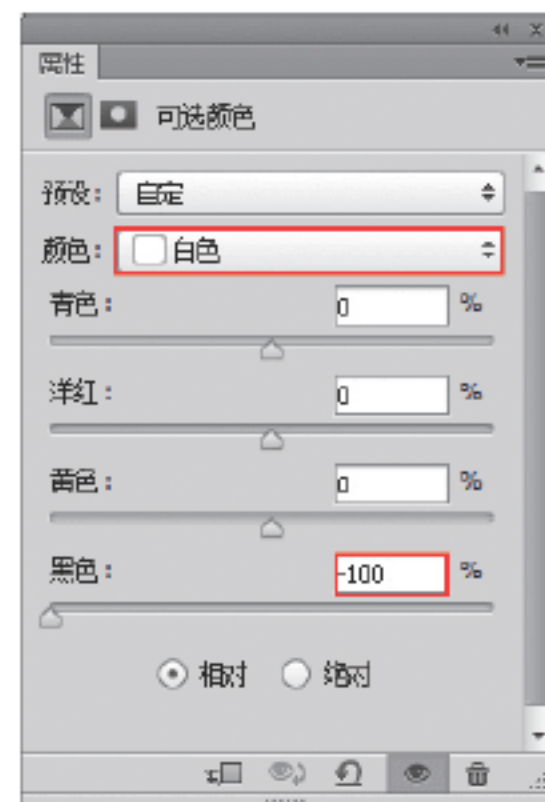 属性
可选颜色
预设： 自定
颜色： 白色
青色： 0 %
洋红： 0 %
黄色： 0 %
黑色： -100 %
相对 绝对